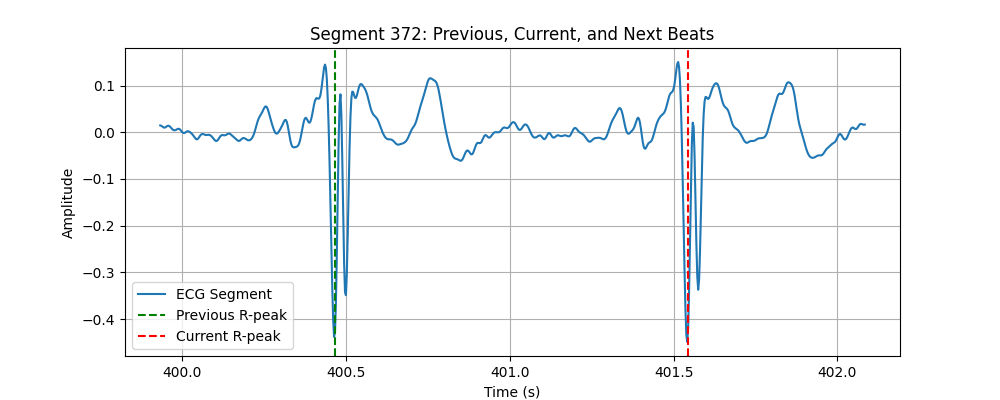 Segment 372: Previous, Current, and Next Beats
Amplitude
0.1
0.0
−0.1
−0.2
−0.3
−0.4
ECG Segment
Previous R-peak
Current R-peak
400.0 400.5 401.0 401.5 402.0
Time (s)